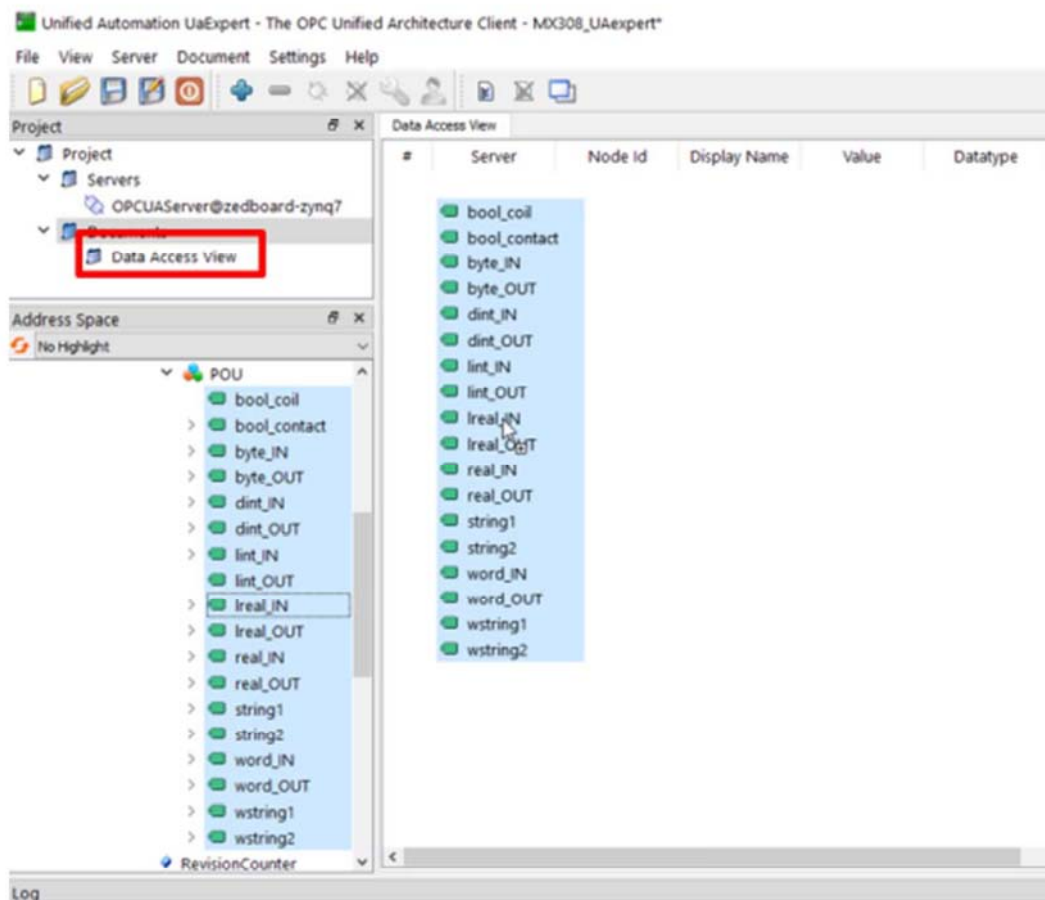 Unified Automation UaExpert - The OPC Unified Architecture Client - MX308_UAexpert*
File View Server Document Settings Help
Project
Project
Servers
OPCUAServer@zedboard-zynq7
Documents
Data Access View
Address Space
No Highlight
POU
bool_coil
bool_contact
byte_IN
byte_OUT
dint_IN
dint_OUT
lint_IN
lint_OUT
lreal_IN
lreal_OUT
real_IN
real_OUT
string1
string2
word_IN
word_OUT
wstring1
wstring2
RevisionCounter
Data Access View
# Server Node Id Display Name Value Datatype
bool_coil
bool_contact
byte_IN
byte_OUT
dint_IN
dint_OUT
lint_IN
lint_OUT
lreal_IN
lreal_OUT
real_IN
real_OUT
string1
string2
word_IN
word_OUT
wstring1
wstring2
Log